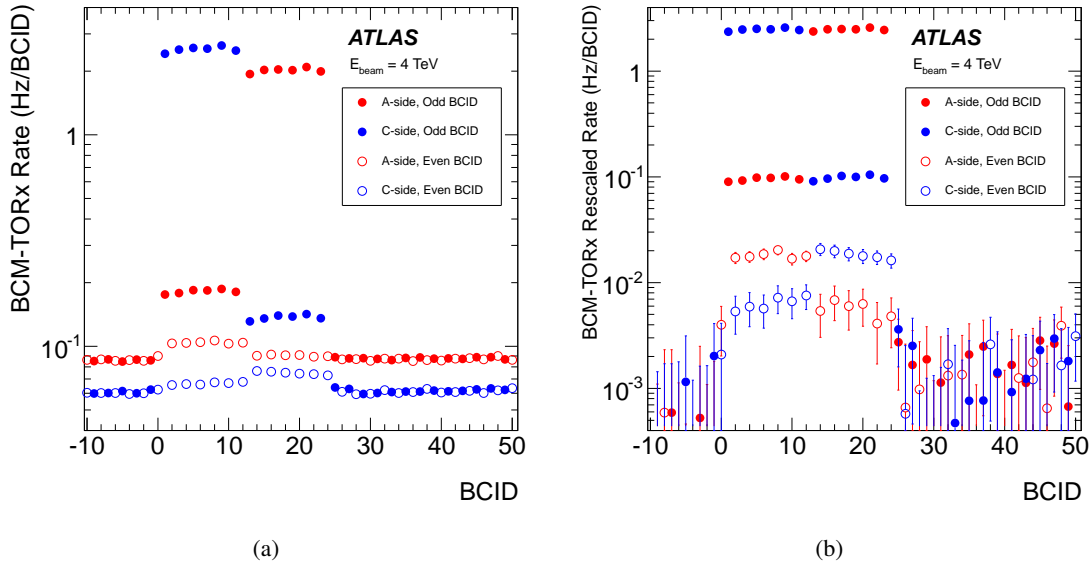 BCM-TORx Rate (Hz/BCID)
1
10-1
-10 0 10 20 30 40 50
BCID
ATLAS
Ebeam = 4 TeV
A-side, Odd BCID
C-side, Odd BCID
A-side, Even BCID
C-side, Even BCID
(a)
BCM-TORx Rescaled Rate (Hz/BCID)
1
10-1
10-2
10-3
-10 0 10 20 30 40 50
BCID
ATLAS
Ebeam = 4 TeV
A-side, Odd BCID
C-side, Odd BCID
A-side, Even BCID
C-side, Even BCID
(b)